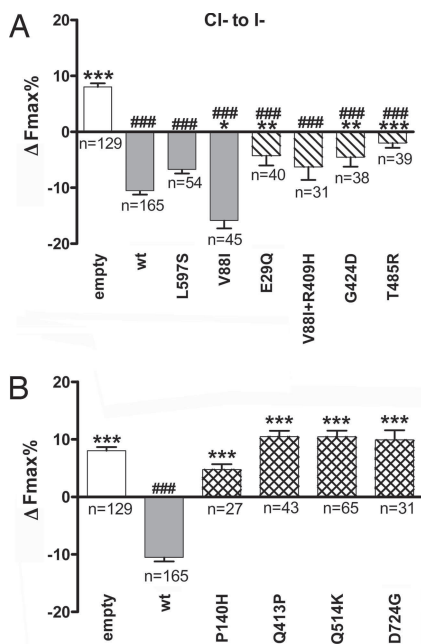 A
Cl- to I-
Δ Fmax%
20
10
0
-10
-20
*** ### ### ### ### ### ### ###
* ** ** ***
n=129 n=165 n=54 n=45 n=40 n=31 n=38 n=39
empty wt L597S V88I E29Q V88I+R409H G424D T485R
B
Δ Fmax%
20
10
0
-10
-20
*** ### *** *** *** ***
n=129 n=165 n=27 n=43 n=65 n=31
empty wt P140H Q413P Q514K D724G